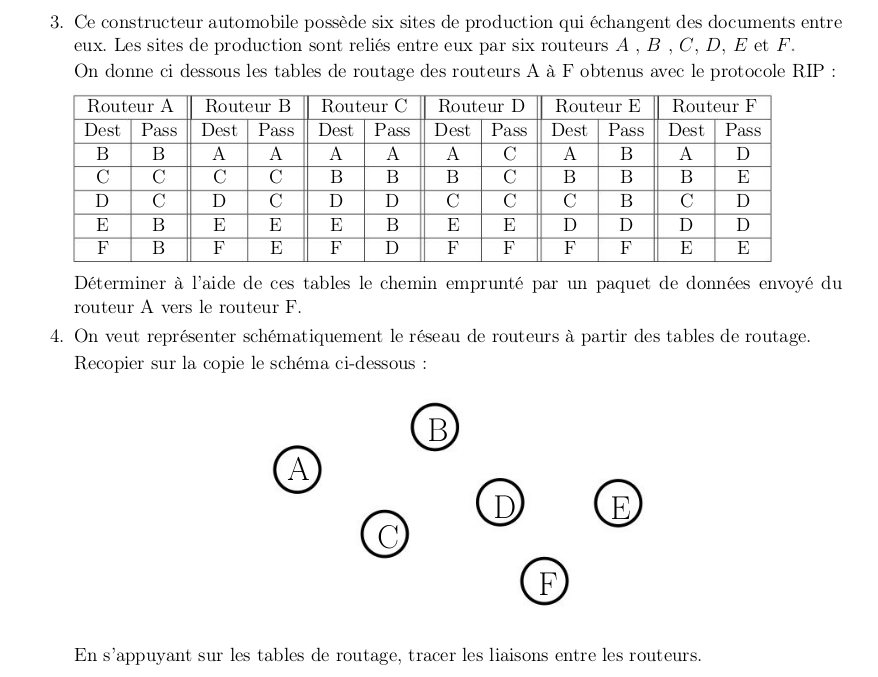 3. Ce constructeur automobile possède six sites de production qui échangent des documents entre
eux. Les sites de production sont reliés entre eux par six routeurs A , B , C, D, E et F.
On donne ci dessous les tables de routage des routeurs A à F obtenus avec le protocole RIP :
Routeur A Routeur B Routeur C Routeur D Routeur E Routeur F
Dest Pass Dest Pass Dest Pass Dest Pass Dest Pass Dest Pass
B B A A A A A C A B A D
C C C C B B B C B B B E
D C D C D D C C C B C D
E B E E E B E E D D D D
F B F E F D F F F F E E
Déterminer à l'aide de ces tables le chemin emprunté par un paquet de données envoyé du
routeur A vers le routeur F.
4. On veut représenter schématiquement le réseau de routeurs à partir des tables de routage.
Recopier sur la copie le schéma ci-dessous :
B
A
D
E
C
F
En s'appuyant sur les tables de routage, tracer les liaisons entre les routeurs.